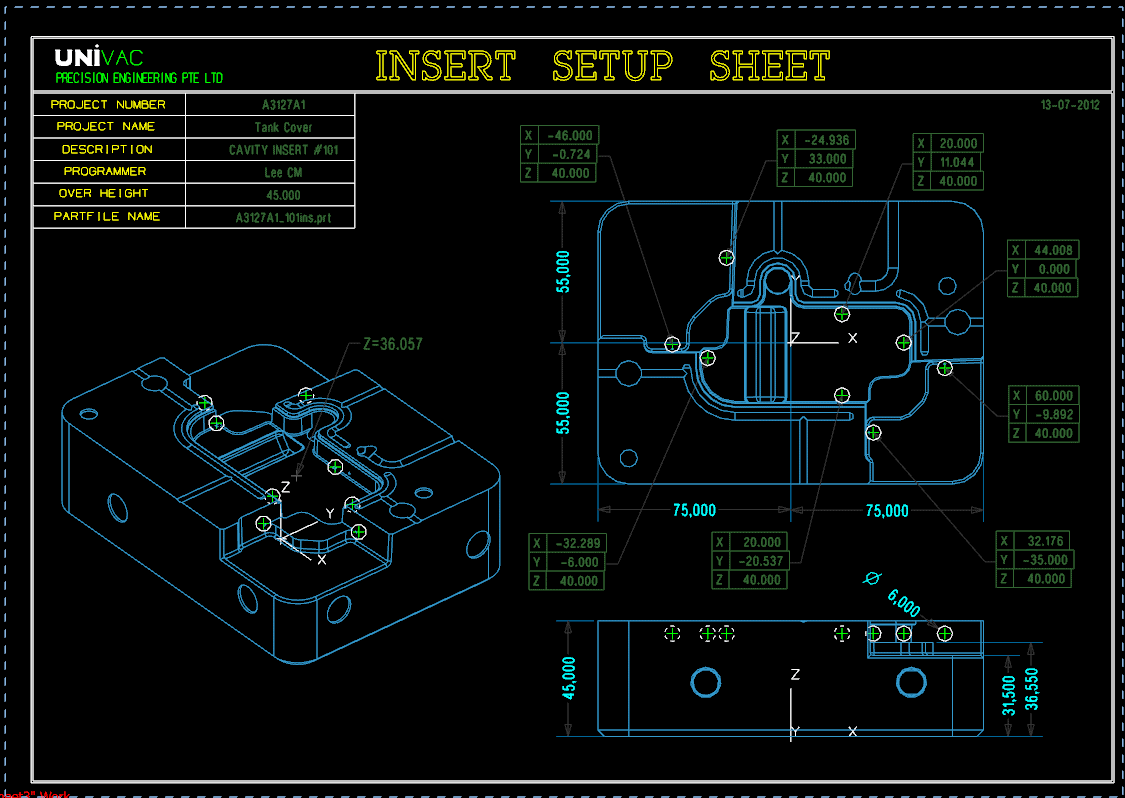 UNiVAC
PRECISION ENGINEERING PTE LTD
INSERT SETUP SHEET
13-07-2012
PROJECT NUMBER A3127A1
PROJECT NAME Tank Cover
DESCRIPTION CAVITY INSERT #101
PROGRAMMER Lee CM
OVER HEIGHT 45.000
PARTFILE NAME A3127A1_101ins.prt
X -46.000
Y -0.724
Z 40.000
X -24.936
Y 33.000
Z 40.000
X 20.000
Y 11.044
Z 40.000
X 44.008
Y 0.000
Z 40.000
X 60.000
Y -9.892
Z 40.000
55,000
55,000
Y
Z X
75,000 75,000
Z=36.057
Z
Y
X
X -32.289
Y -6.000
Z 40.000
X 20.000
Y -20.537
Z 40.000
X 32.176
Y -35.000
Z 40.000
Ø 6,000
45,000
Z
Y X
31,500
36,550
Work